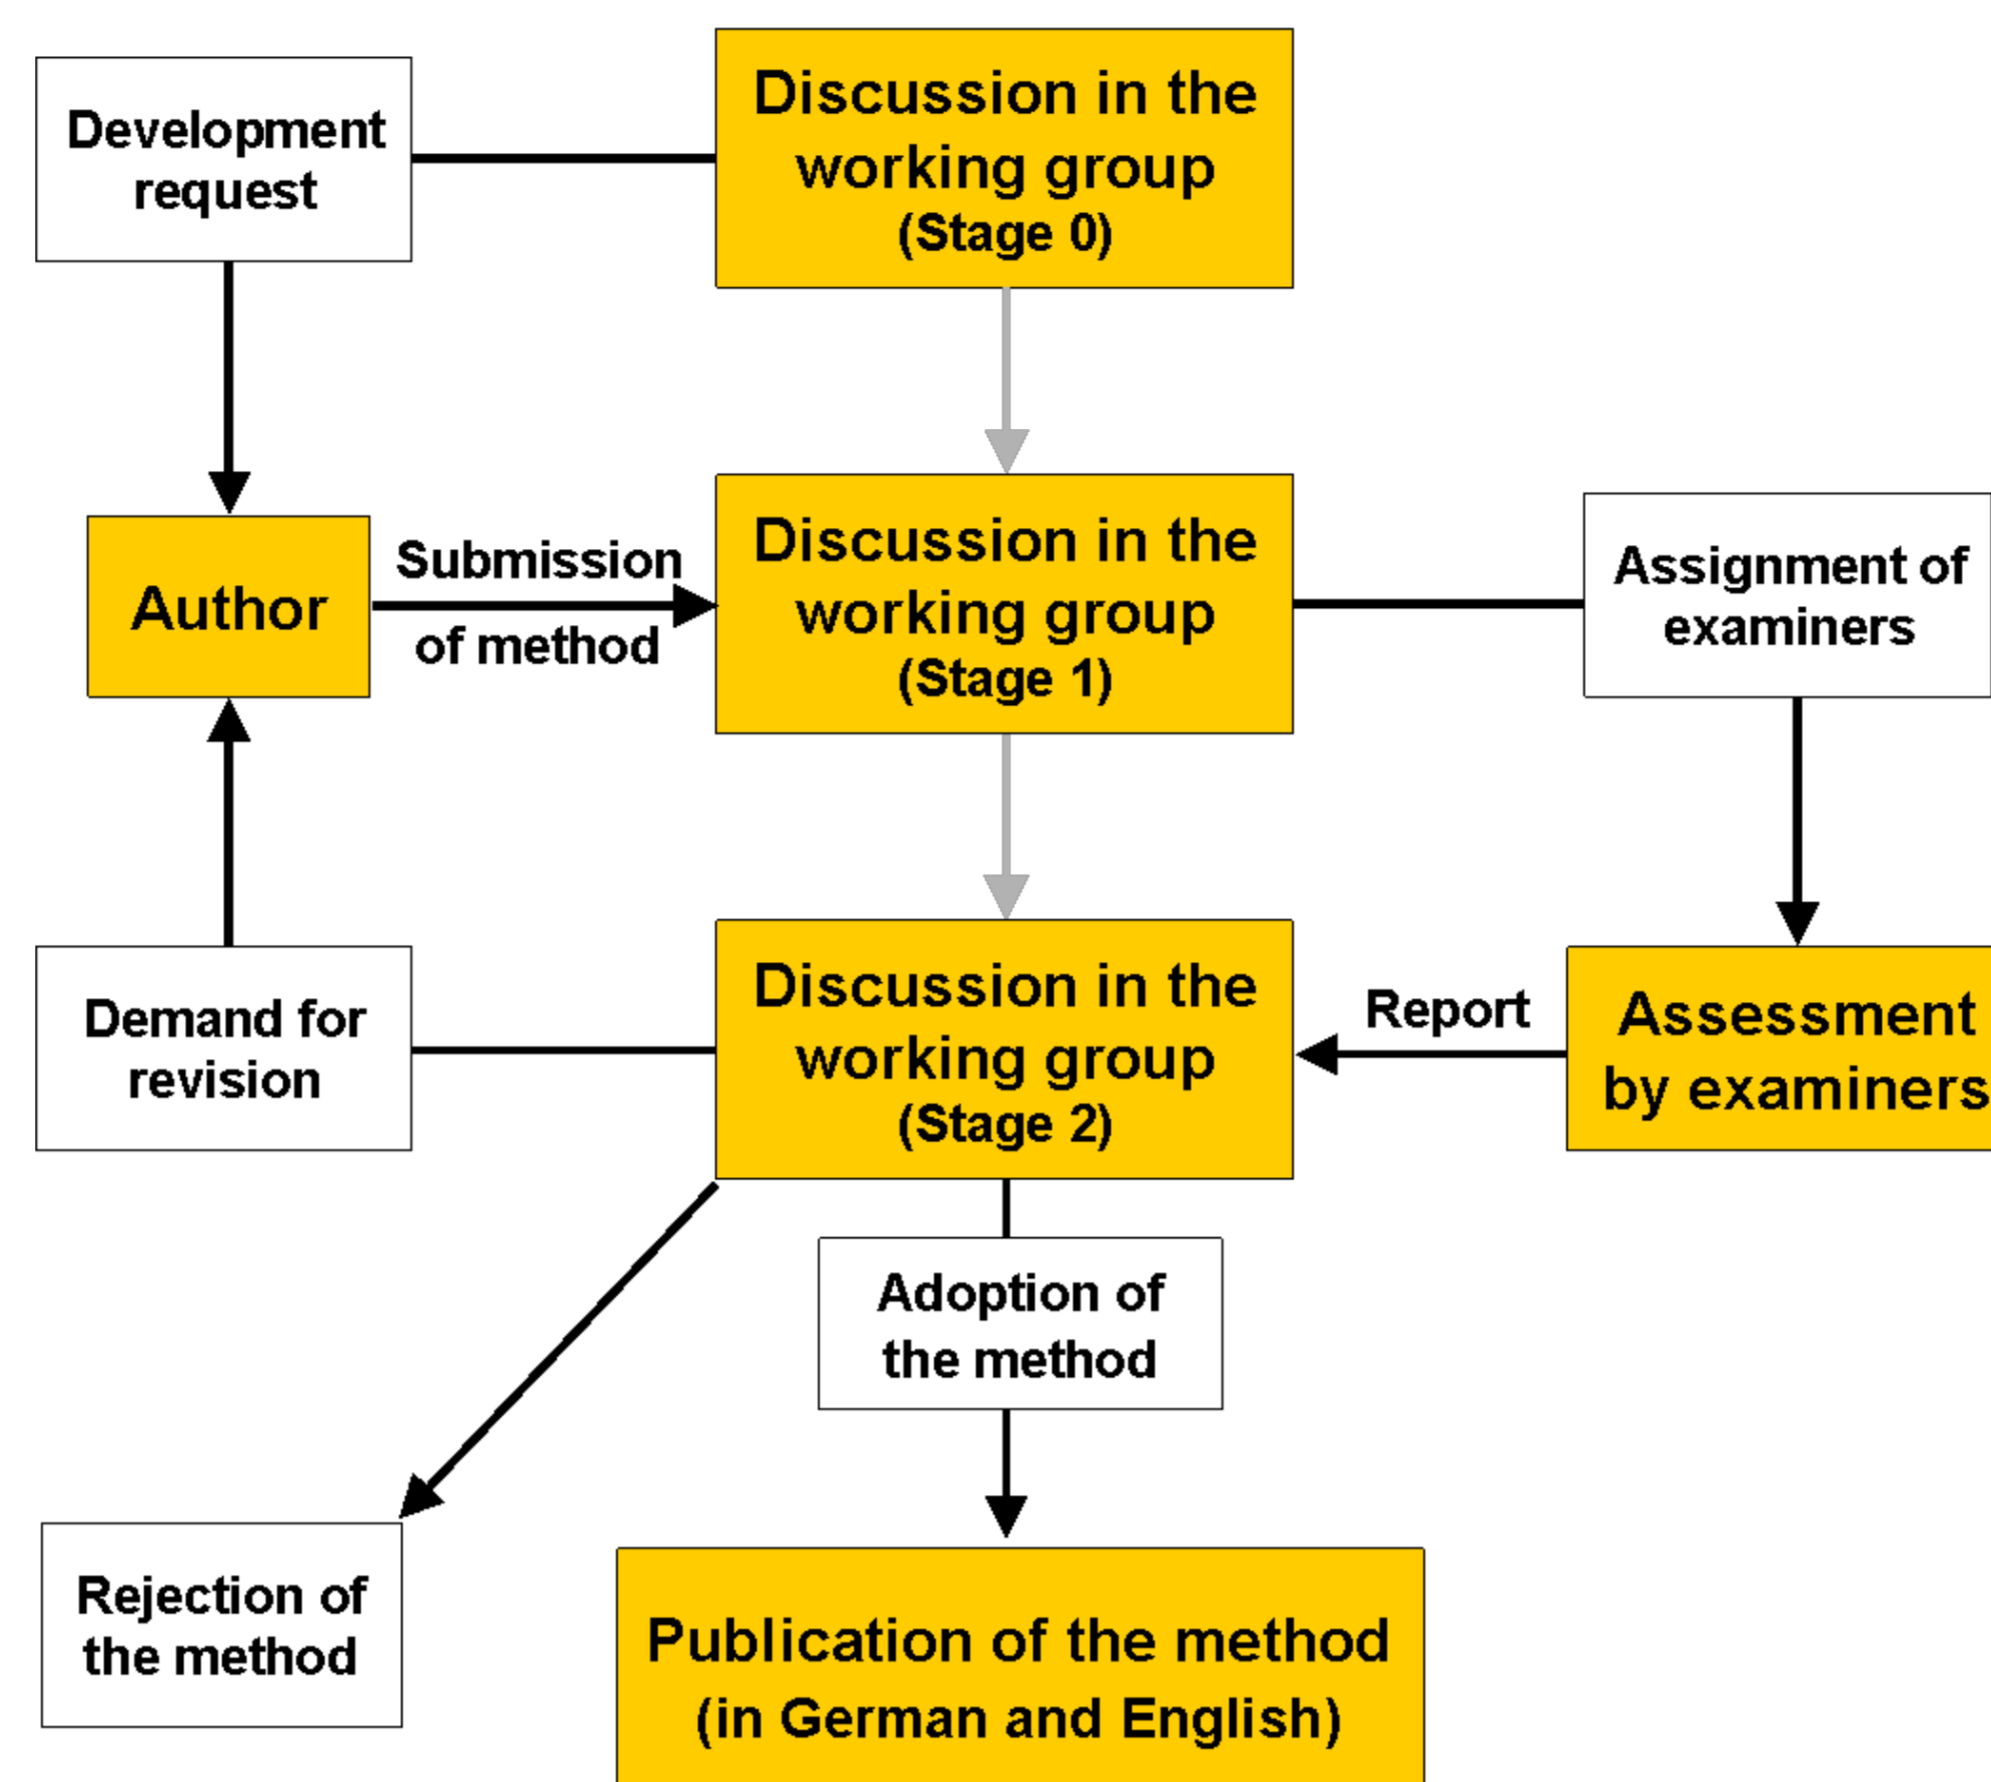 Development
request
Discussion in the
working group
(Stage 0)
Author
Submission
of method
Discussion in the
working group
(Stage 1)
Assignment of
examiners
Demand for
revision
Discussion in the
working group
(Stage 2)
Report
Assessment
by examiners
Adoption of
the method
Rejection of
the method
Publication of the method
(in German and English)